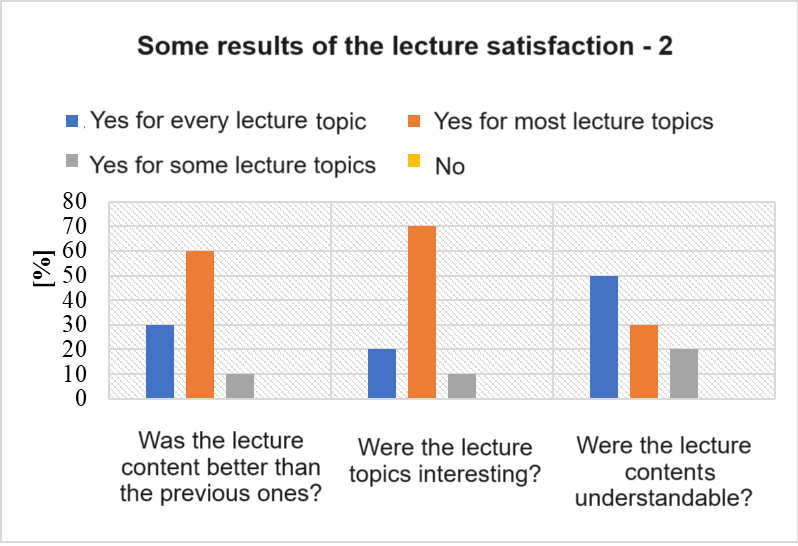 Some results of the lecture satisfaction - 2
Yes for every lecture topic
Yes for most lecture topics
Yes for some lecture topics
No
80
70
60
50
40
30
20
10
0
[%]
Was the lecture
content better than
the previous ones?
Were the lecture
topics interesting?
Were the lecture
contents
understandable?